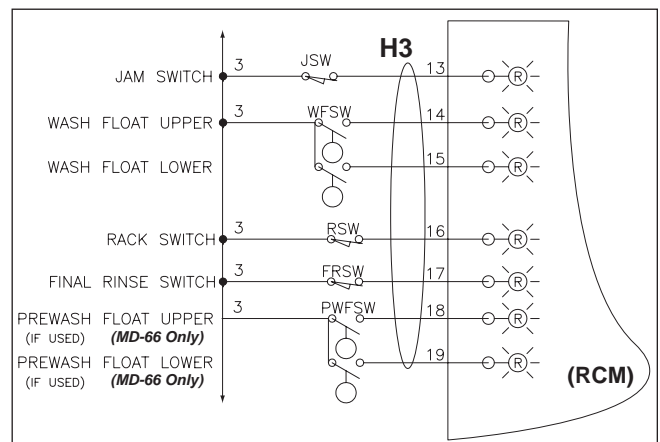 H3
JAM SWITCH 3 JSW 13 R
WASH FLOAT UPPER 3 WFSW 14 R
WASH FLOAT LOWER 15 R
RACK SWITCH 3 RSW 16 R
FINAL RINSE SWITCH 3 FRSW 17 R
PREWASH FLOAT UPPER 3 PWFSW 18 R
(IF USED) (MD-66 Only)
PREWASH FLOAT LOWER 19 R
(IF USED) (MD-66 Only)
(RCM)